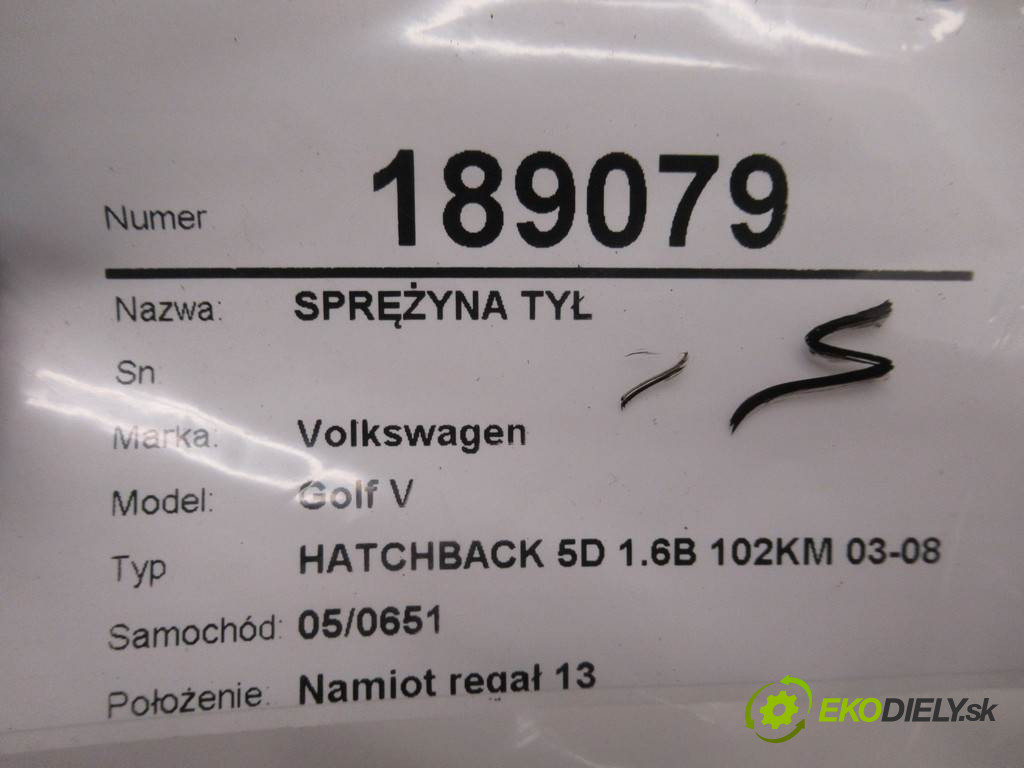 Numer 189079
Nazwa: SPRĘŻYNA TYŁ
Sn
Marka: Volkswagen
Model: Golf V
Typ HATCHBACK 5D 1.6B 102KM 03-08
Samochód: 05/0651
Położenie: Namiot regał 13
EKODIELY.sk